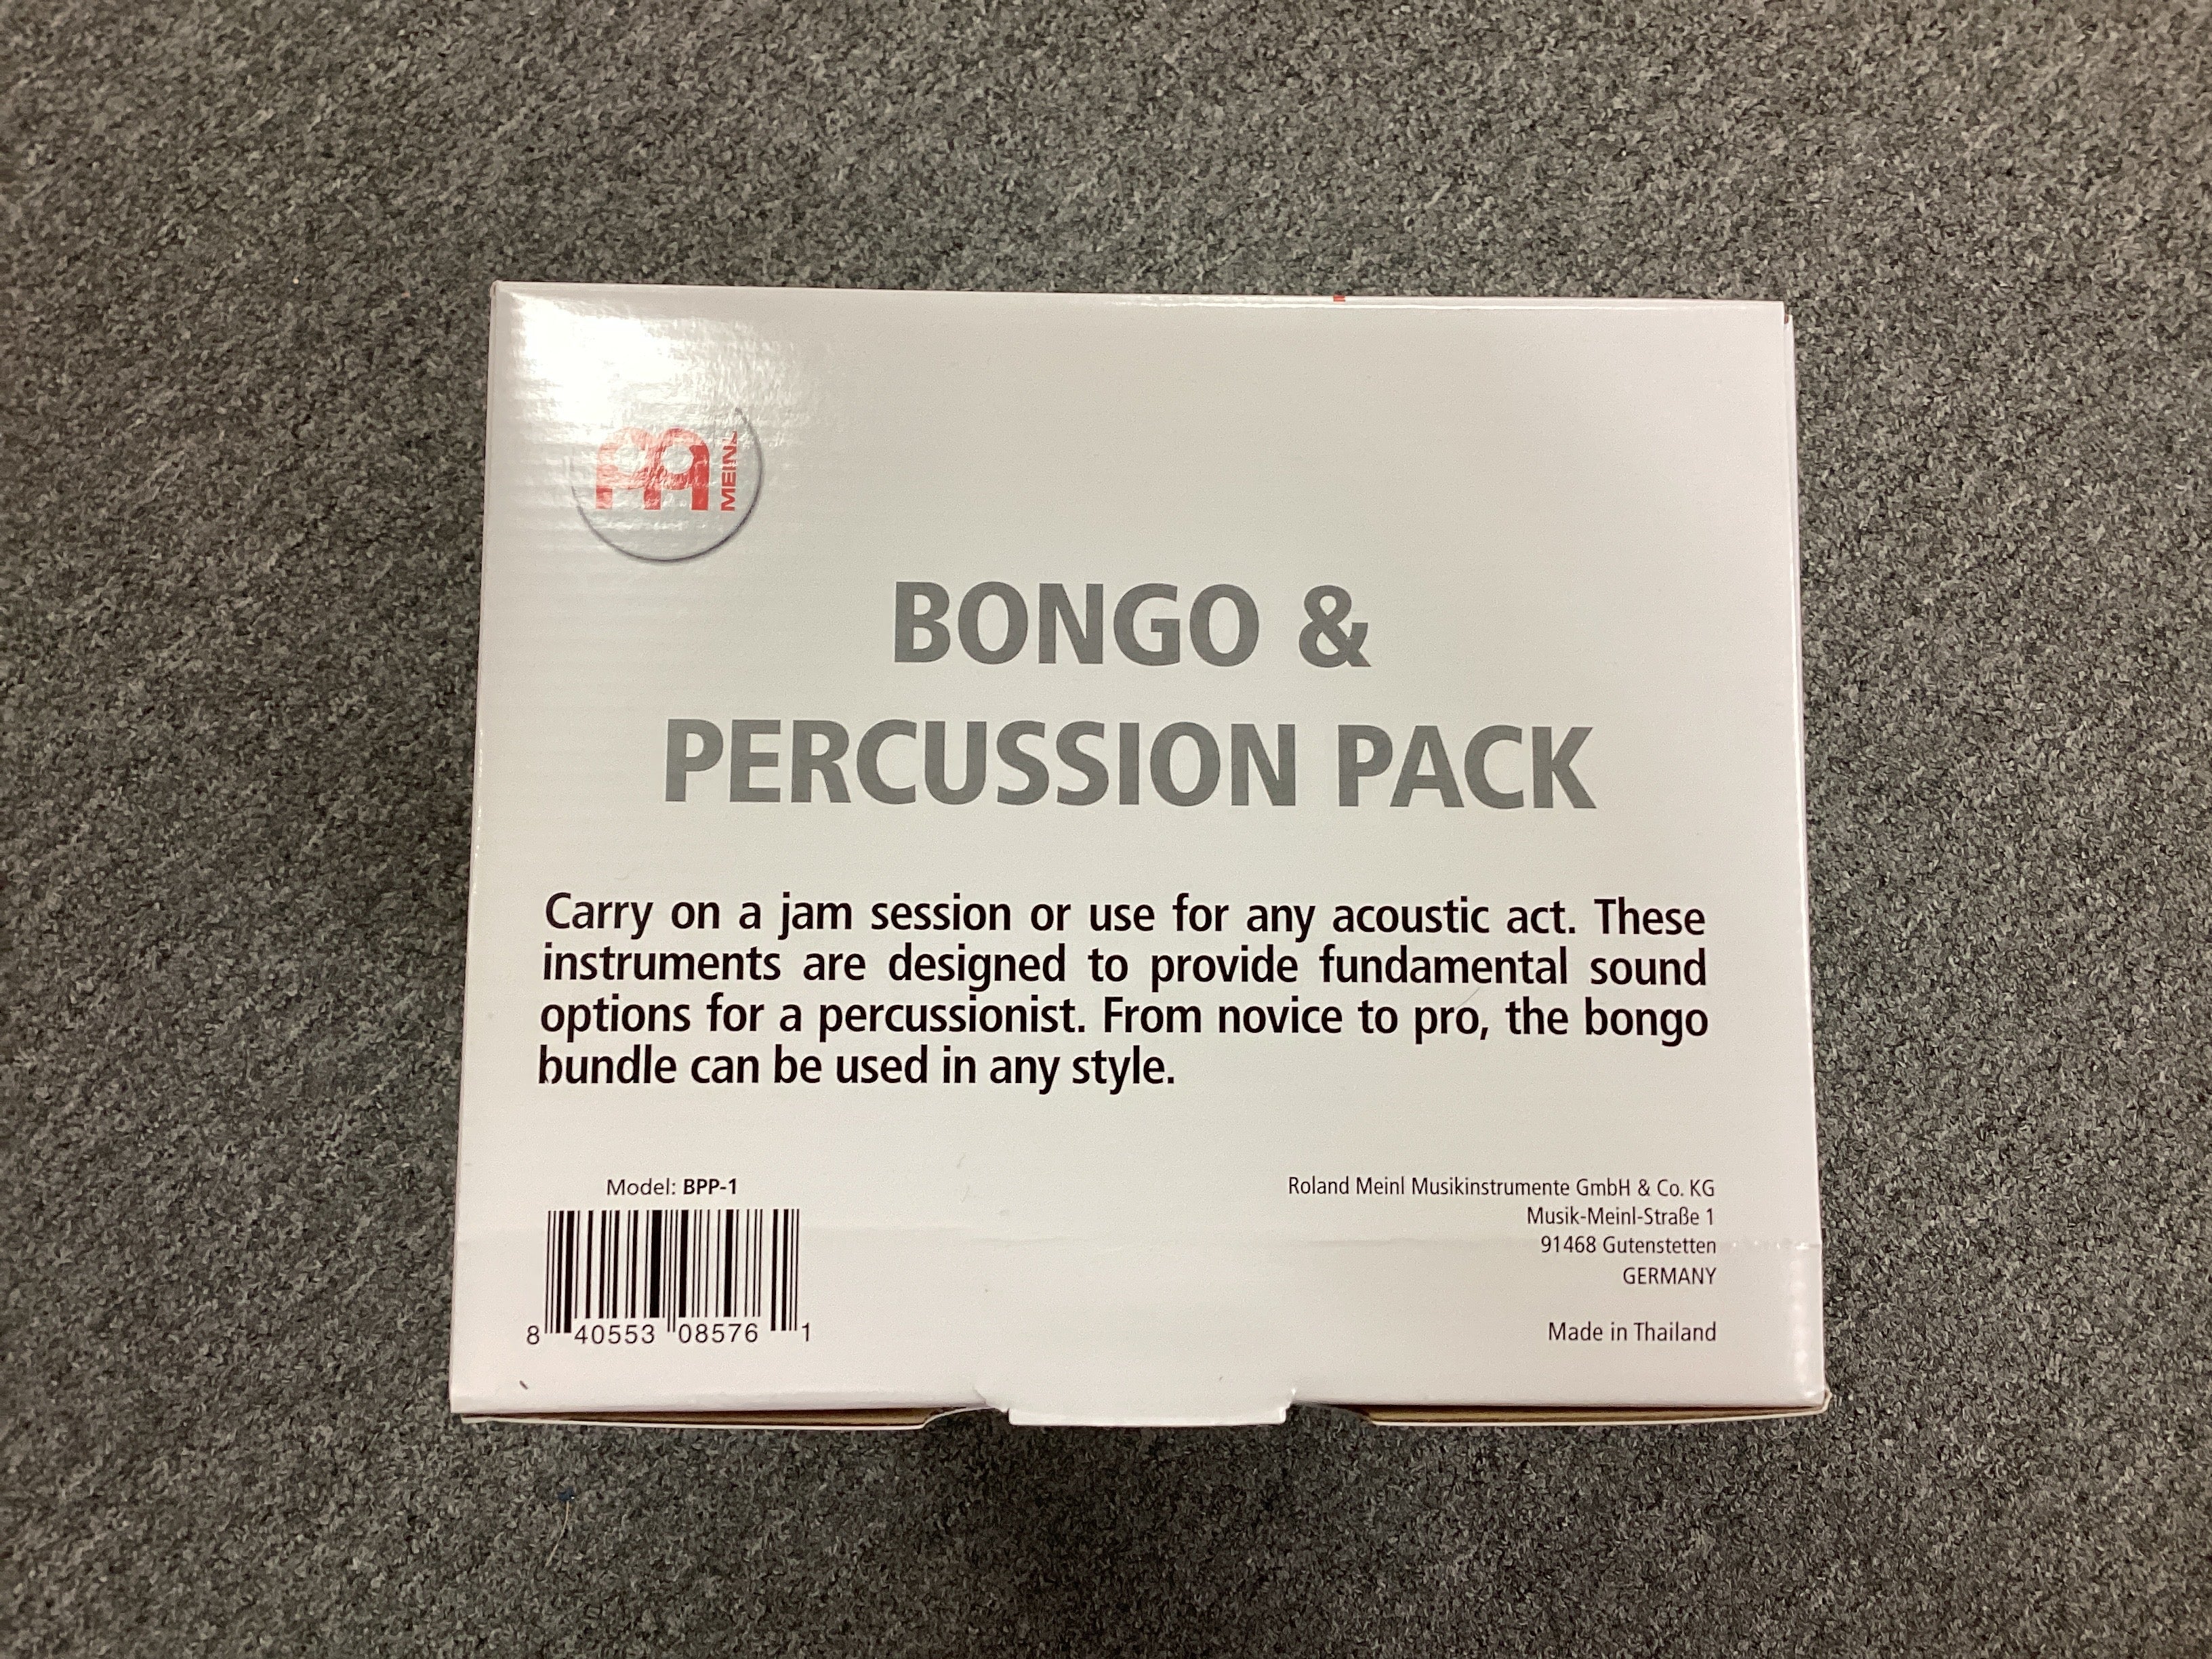 MEINL
BONGO &
PERCUSSION PACK
Carry on a jam session or use for any acoustic act. These
instruments are designed to provide fundamental sound
options for a percussionist. From novice to pro, the bongo
bundle can be used in any style.
Model: BPP-1
8 40553 08576 1
Roland Meinl Musikinstrumente GmbH & Co. KG
Musik-Meinl-Straße 1
91468 Gutenstetten
GERMANY
Made in Thailand